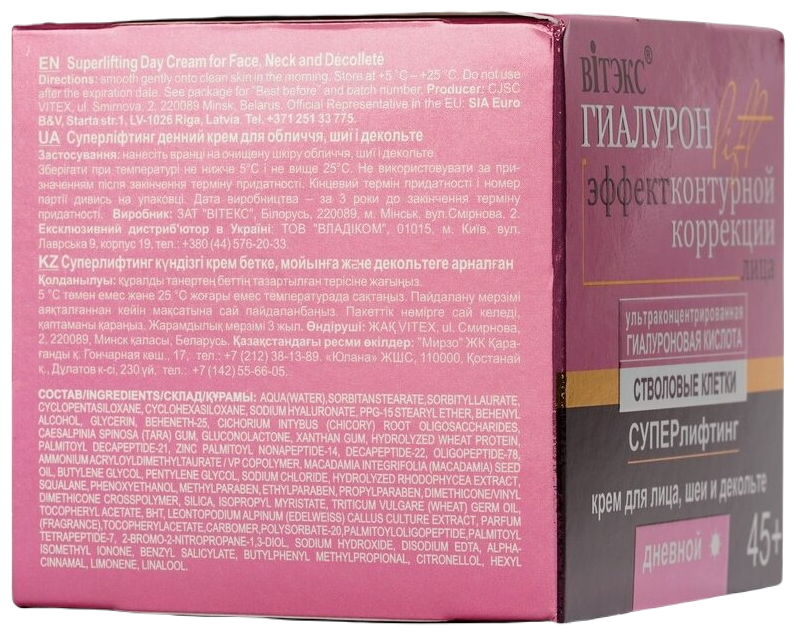 EN Superlifting Day Cream for Face, Neck and Décolleté
Directions: smooth gently onto clean skin in the morning. Store at +5 °C – +25 °C. Do not use
after the expiration date. See package for "Best before" and batch number. Producer: CJSC
VITEX, ul. Smirnova, 2, 220089 Minsk, Belarus. Official Representative in the EU: SIA Euro
B&V, Starta str.1, LV-1026 Riga, Latvia. Tel. +371 251 33 775.
UA Суперліфтинг денний крем для обличчя, шиї і декольте
Застосування: нанесіть вранці на очищену шкіру обличчя, шиї і декольте.
Зберігати при температурі не нижче 5°С і не вище 25°С. Не використовувати за при-
значенням після закінчення терміну придатності. Кінцевий термін придатності і номер
партії дивись на упаковці. Дата виробництва – за 3 роки до закінчення терміну
придатності. Виробник: ЗАТ "ВІТЕКС", Білорусь, 220089, м. Мінськ. вул.Смірнова, 2.
Ексклюзивний дистриб'ютор в Україні: ТОВ "ВЛАДІКОМ", 01015, м. Київ, вул.
Лаврська 9, корпус 19, тел.: +380 (44) 576-20-33.
KZ Суперлифтинг күндізгі крем бетке, мойынға және декольтеге арналған
Қолданылуы: құралды танертең беттің тазартылған терісіне жағыңыз.
5 °С төмен емес және 25 °С жоғары емес температурада сақтаңыз. Пайдалану мерзімі
аяқталғаннан кейін мақсатына сай пайдаланбаңыз. Пакеттік нөмірге сай келеді,
қаптаманы қараңыз. Жарамдылық мерзімі 3 жыл. Өндіруші: ЖАҚ VITEX, ul. Смирнова,
2, 220089, Минск қаласы, Беларусь. Қазақстандағы ресми өкілдер: "Мирзо" ЖК Қара-
ғанды қ. Гончарная көш., 17, тел.: +7 (212) 38-13-89. «Юлана» ЖШС, 110000, Қостанай
қ., Дулатов к-сі, 230 үй, тел.: +7 (142) 55-66-05.
СОСТАВ/INGREDIENTS/СКЛАД/ҚҰРАМЫ: AQUA(WATER),SORBITANSTEARATE,SORBITYLLAURATE,
CYCLOPENTASILOXANE, CYCLOHEXASILOXANE, SODIUM HYALURONATE, PPG-15 STEARYL ETHER, BEHENYL
ALCOHOL, GLYCERIN, BEHENETH-25, CICHORIUM INTYBUS (CHICORY) ROOT OLIGOSACCHARIDES,
CAESALPINIA SPINOSA (TARA) GUM, GLUCONOLACTONE, XANTHAN GUM, HYDROLYZED WHEAT PROTEIN,
PALMITOYL DECAPEPTIDE-21, ZINC PALMITOYL NONAPEPTIDE-14, DECAPEPTIDE-22, OLIGOPEPTIDE-78,
AMMONIUM ACRYLOYLDIMETHYLTAURATE / VP COPOLYMER, MACADAMIA INTEGRIFOLIA (MACADAMIA) SEED
OIL, BUTYLENE GLYCOL, PENTYLENE GLYCOL, SODIUM CHLORIDE, HYDROLYZED RHODOPHYCEA EXTRACT,
SQUALANE, PHENOXYETHANOL, METHYLPARABEN, ETHYLPARABEN, PROPYLPARABEN, DIMETHICONE/VINYL
DIMETHICONE CROSSPOLYMER, SILICA, ISOPROPYL MYRISTATE, TRITICUM VULGARE (WHEAT) GERM OIL,
TOCOPHERYL ACETATE, BHT, LEONTOPODIUM ALPINUM (EDELWEISS) CALLUS CULTURE EXTRACT, PARFUM
(FRAGRANCE),TOCOPHERYLACETATE,CARBOMER,POLYSORBATE-20,PALMITOYLOLIGOPEPTIDE,PALMITOYL
TETRAPEPTIDE-7, 2-BROMO-2-NITROPROPANE-1,3-DIOL, SODIUM HYDROXIDE, DISODIUM EDTA, ALPHA-
ISOMETHYL IONONE, BENZYL SALICYLATE, BUTYLPHENYL METHYLPROPIONAL, CITRONELLOL, HEXYL
CINNAMAL, LIMONENE, LINALOOL.
ВІТЭКС®
ГИАЛУРОН lift
эффект контурной
коррекции
лица
ультраконцентрированная
ГИАЛУРОНОВАЯ КИСЛОТА
СТВОЛОВЫЕ КЛЕТКИ
СУПЕРлифтинг
крем для лица, шеи и декольте
дневной
45+